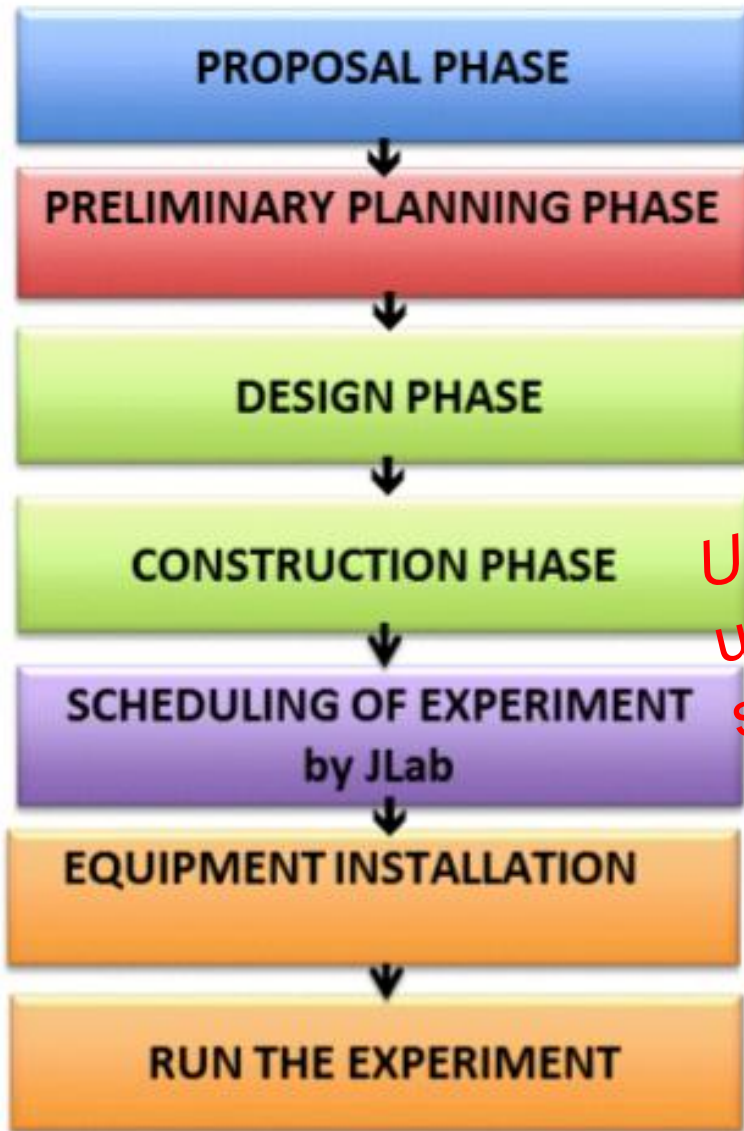 PROPOSAL PHASE
PRELIMINARY PLANNING PHASE
DESIGN PHASE
CONSTRUCTION PHASE
SCHEDULING OF EXPERIMENT
by JLab
EQUIPMENT INSTALLATION
RUN THE EXPERIMENT